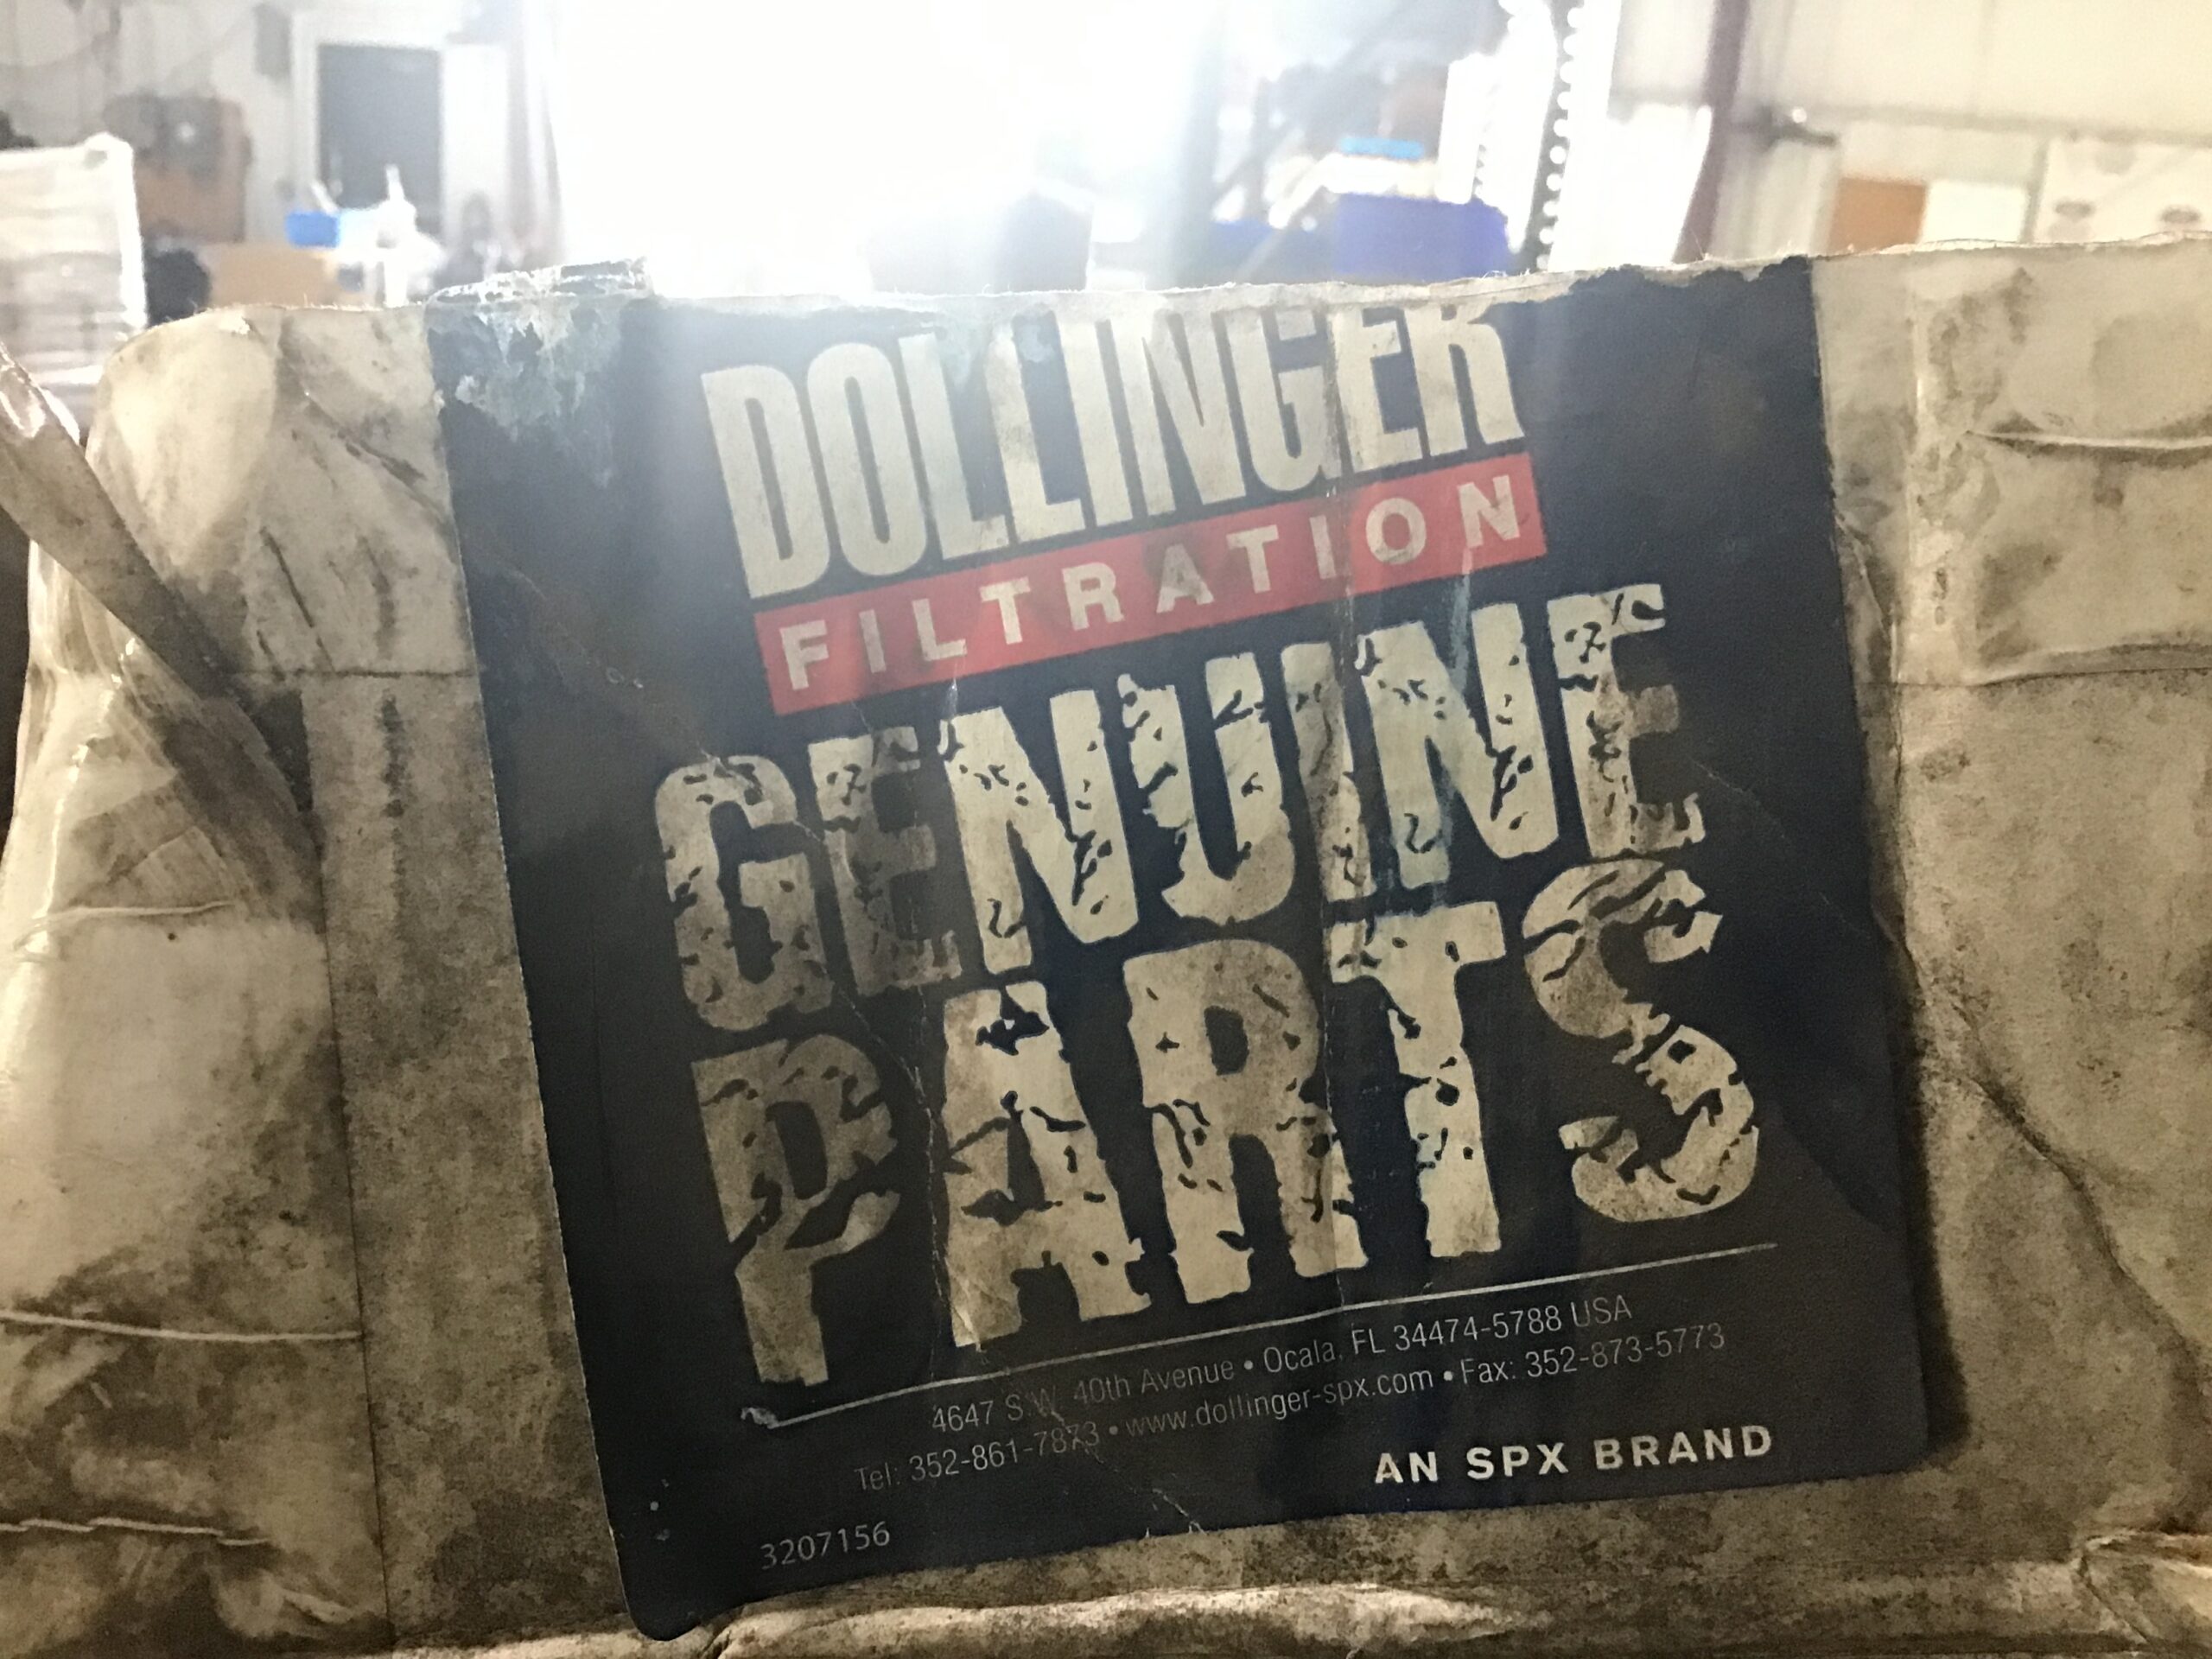 DOLLINGER
FILTRATION
GENUINE
PARTS
4647 S.W. 40th Avenue • Ocala, FL 34474-5788 USA
Tel: 352-861-7873 • www.dollinger-spx.com • Fax: 352-873-5773
AN SPX BRAND
3207156